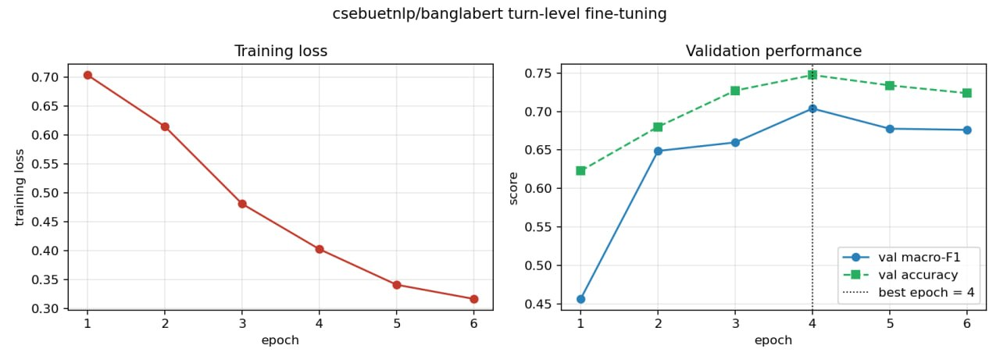 csebuetnlp/banglabert turn-level fine-tuning
Training loss
training loss
0.70
0.65
0.60
0.55
0.50
0.45
0.40
0.35
0.30
1 2 3 4 5 6
epoch
Validation performance
score
0.75
0.70
0.65
0.60
0.55
0.50
0.45
val macro-F1
val accuracy
best epoch = 4
1 2 3 4 5 6
epoch